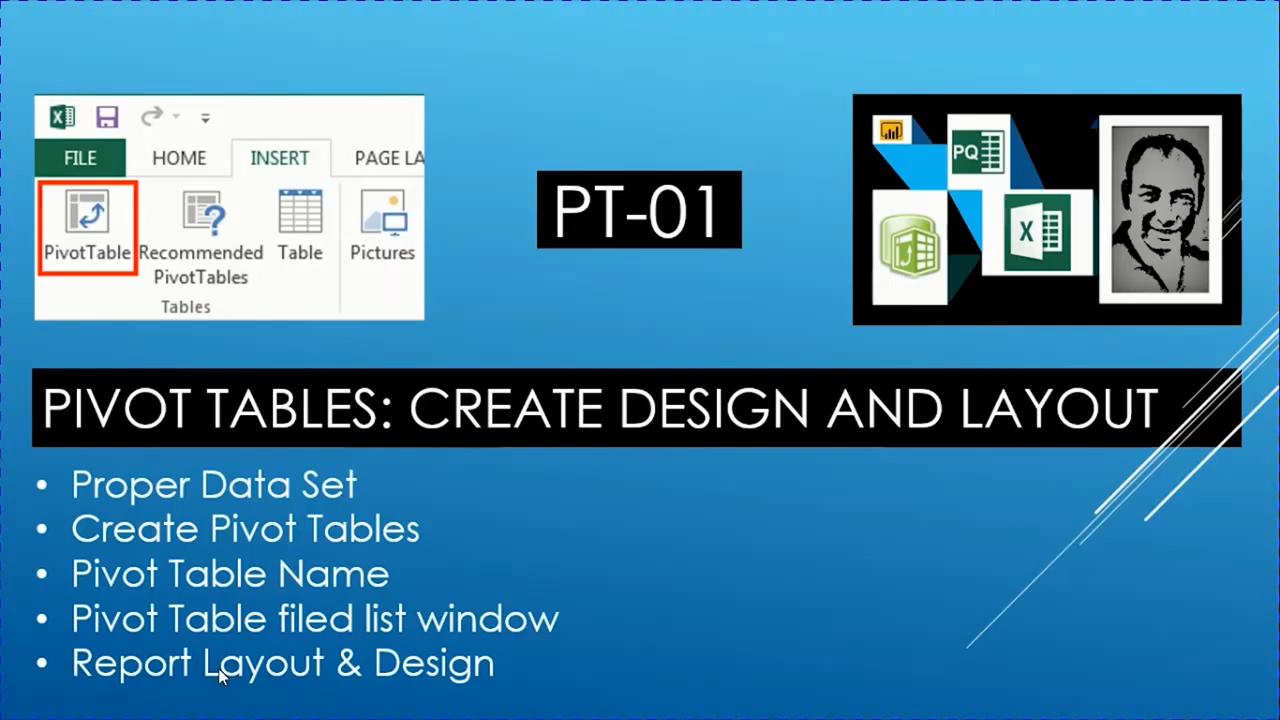 FILE HOME INSERT PAGE LA
PivotTable Recommended PivotTables Table Pictures
Tables
PT-01
PQ
X
PIVOT TABLES: CREATE DESIGN AND LAYOUT
• Proper Data Set
• Create Pivot Tables
• Pivot Table Name
• Pivot Table filed list window
• Report Layout & Design